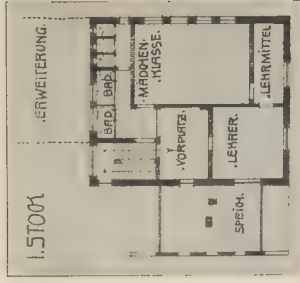 .ERWEITERUNG.
BAD.
BAD.
MÄDCHEN-
.KLASSE.
.LEHRMITTEL
.VORPLATZ.
.LEHRER.
SPEICH.
I. STOCK